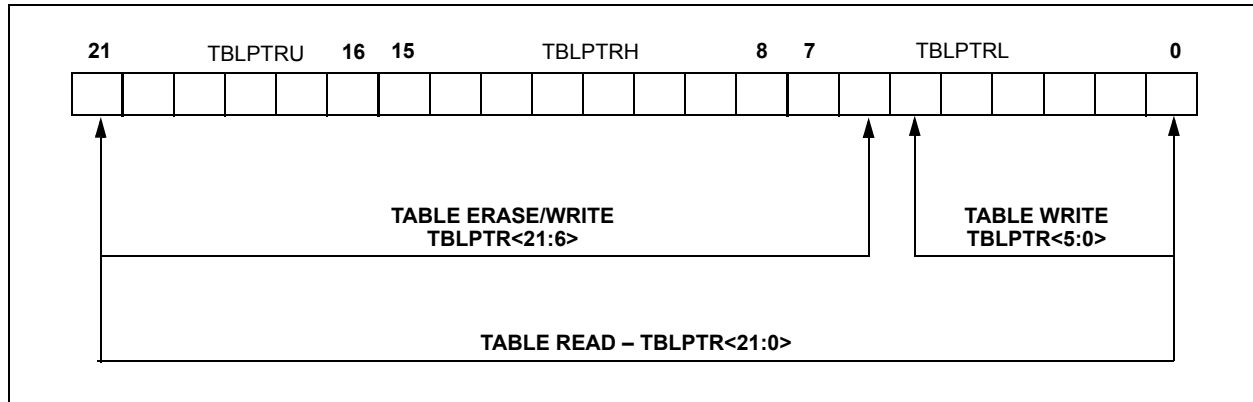 21 TBLPTRU 16 15 TBLPTRH 8 7 TBLPTRL 0
TABLE ERASE/WRITE
TBLPTR<21:6>
TABLE WRITE
TBLPTR<5:0>
TABLE READ – TBLPTR<21:0>